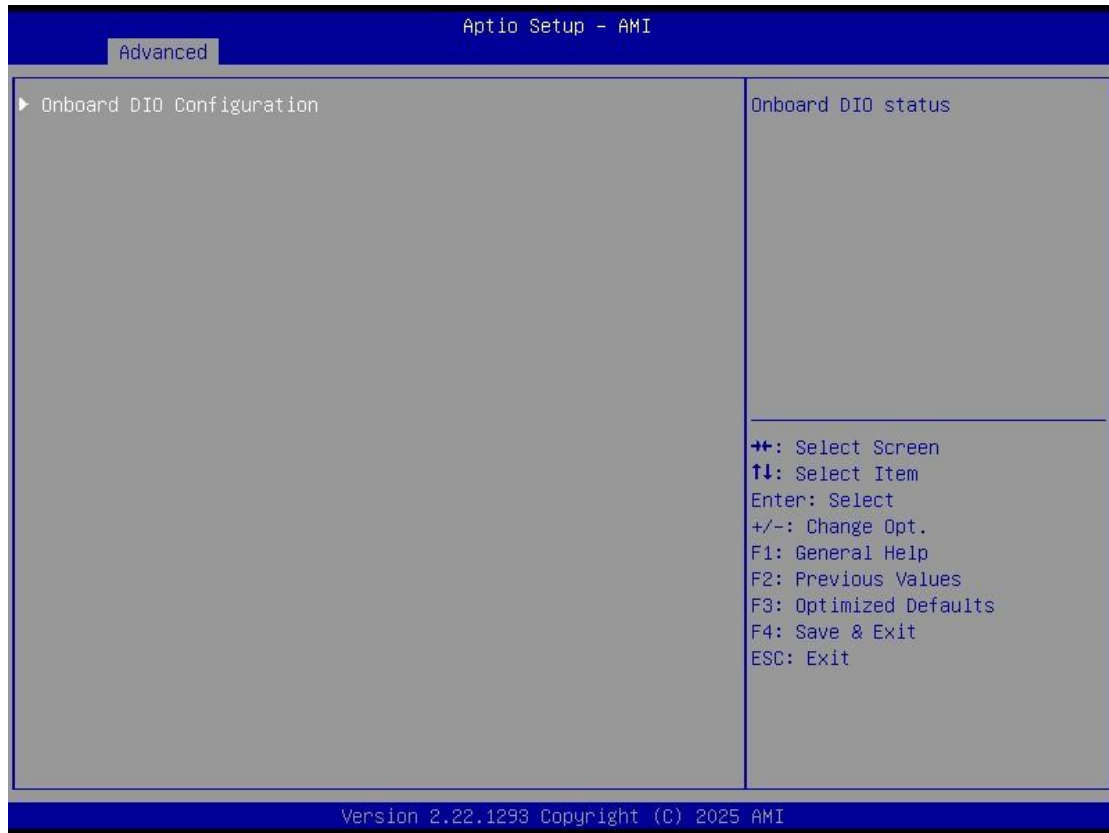 Aptio Setup – AMI
Advanced
▶ Onboard DIO Configuration
Onboard DIO status
→←: Select Screen
↑↓: Select Item
Enter: Select
+/-: Change Opt.
F1: General Help
F2: Previous Values
F3: Optimized Defaults
F4: Save & Exit
ESC: Exit
Version 2.22.1293 Copyright (C) 2025 AMI